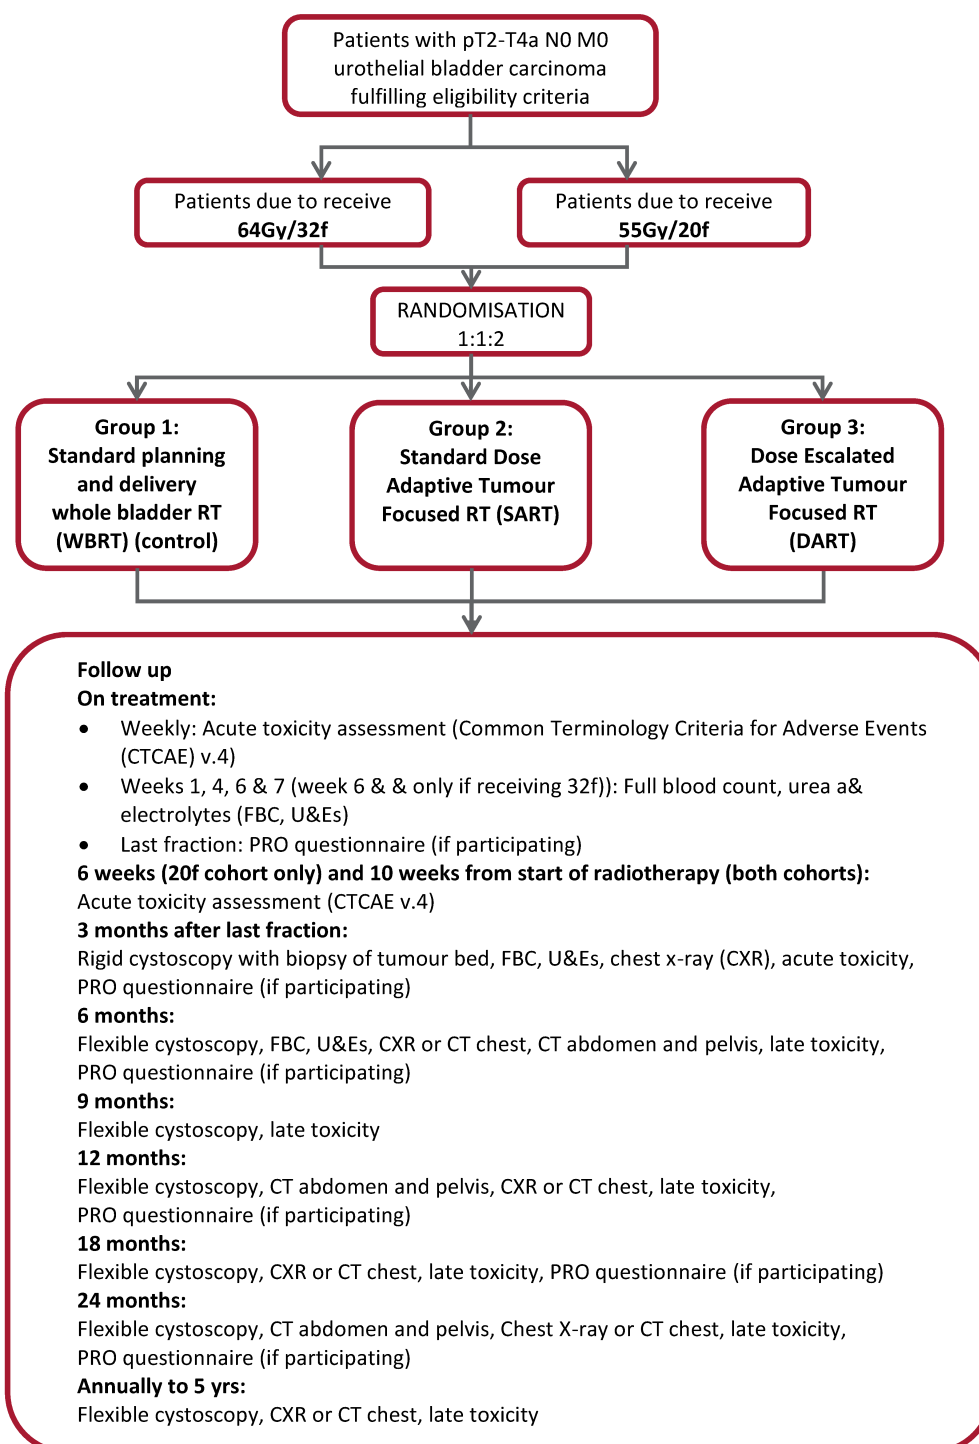 Patients with pT2-T4a N0 M0
urothelial bladder carcinoma
fulfilling eligibility criteria
Patients due to receive
64Gy/32f
Patients due to receive
55Gy/20f
RANDOMISATION
1:1:2
Group 1:
Standard planning
and delivery
whole bladder RT
(WBRT) (control)
Group 2:
Standard Dose
Adaptive Tumour
Focused RT (SART)
Group 3:
Dose Escalated
Adaptive Tumour
Focused RT
(DART)
Follow up
On treatment:
• Weekly: Acute toxicity assessment (Common Terminology Criteria for Adverse Events
(CTCAE) v.4)
• Weeks 1, 4, 6 & 7 (week 6 & & only if receiving 32f)): Full blood count, urea a&
electrolytes (FBC, U&Es)
• Last fraction: PRO questionnaire (if participating)
6 weeks (20f cohort only) and 10 weeks from start of radiotherapy (both cohorts):
Acute toxicity assessment (CTCAE v.4)
3 months after last fraction:
Rigid cystoscopy with biopsy of tumour bed, FBC, U&Es, chest x-ray (CXR), acute toxicity,
PRO questionnaire (if participating)
6 months:
Flexible cystoscopy, FBC, U&Es, CXR or CT chest, CT abdomen and pelvis, late toxicity,
PRO questionnaire (if participating)
9 months:
Flexible cystoscopy, late toxicity
12 months:
Flexible cystoscopy, CT abdomen and pelvis, CXR or CT chest, late toxicity,
PRO questionnaire (if participating)
18 months:
Flexible cystoscopy, CXR or CT chest, late toxicity, PRO questionnaire (if participating)
24 months:
Flexible cystoscopy, CT abdomen and pelvis, Chest X-ray or CT chest, late toxicity,
PRO questionnaire (if participating)
Annually to 5 yrs:
Flexible cystoscopy, CXR or CT chest, late toxicity